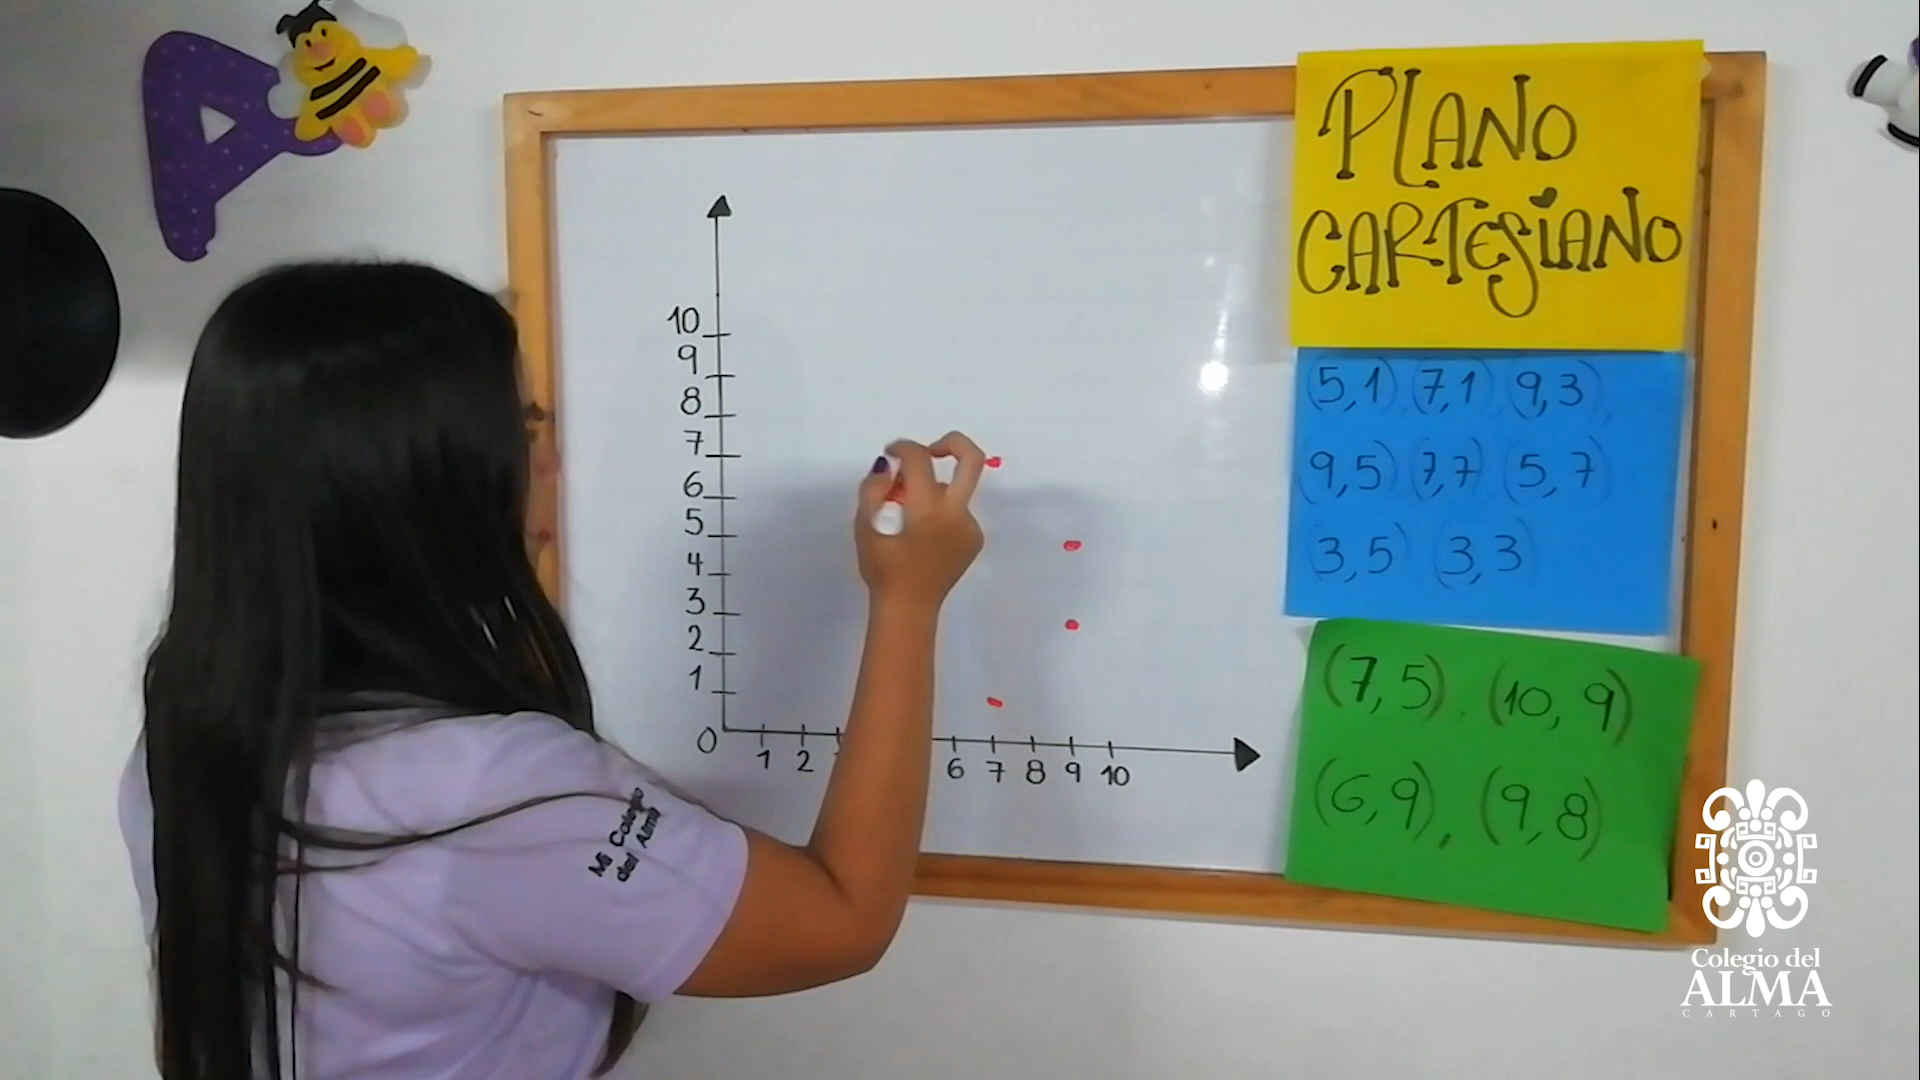 PLANO
CARTESIANO
(5,1) (7,1) (9,3)
(9,5) (7,7) (5,7)
(3,5) (3,3)
(7,5), (10,9)
(6,9), (9,8)
10
9
8
7
6
5
4
3
2
1
0
1 2 6 7 8 9 10
Mi Colegio
del Alma
Colegio del
ALMA
CARTAGO
A